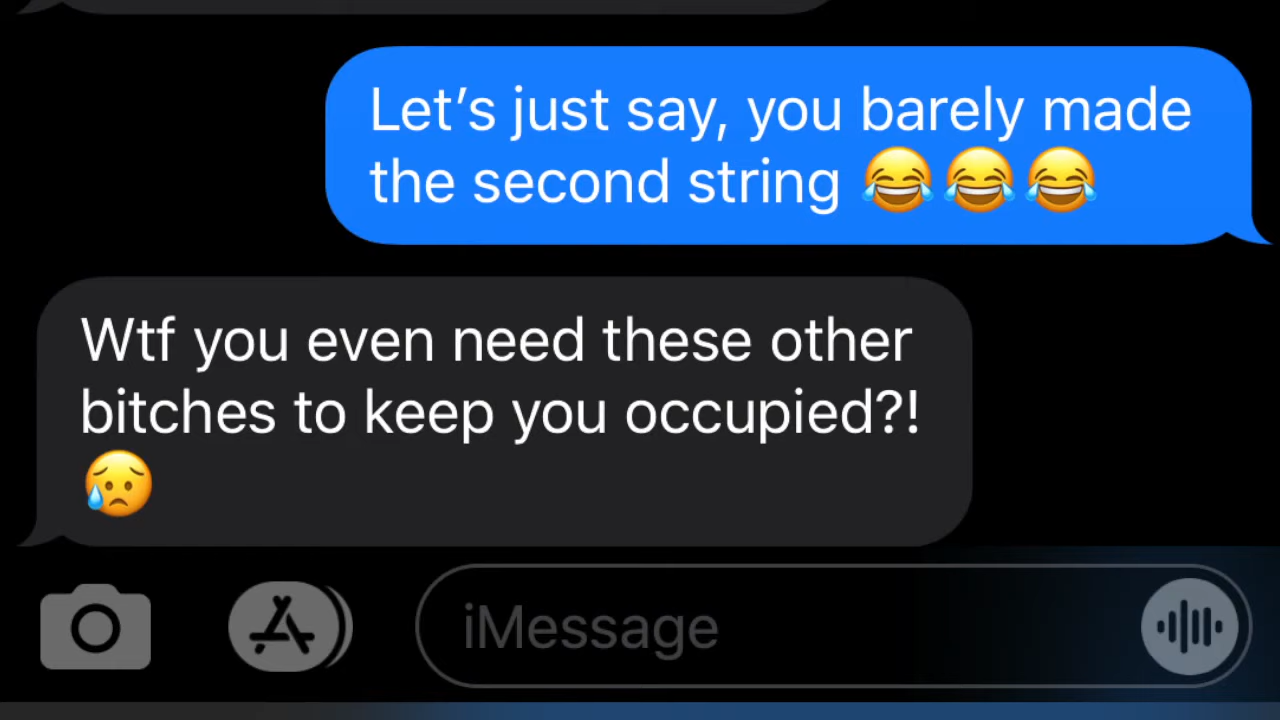 Let’s just say, you barely made
the second string 😂😂😂
Wtf you even need these other
bitches to keep you occupied?!
😥
iMessage